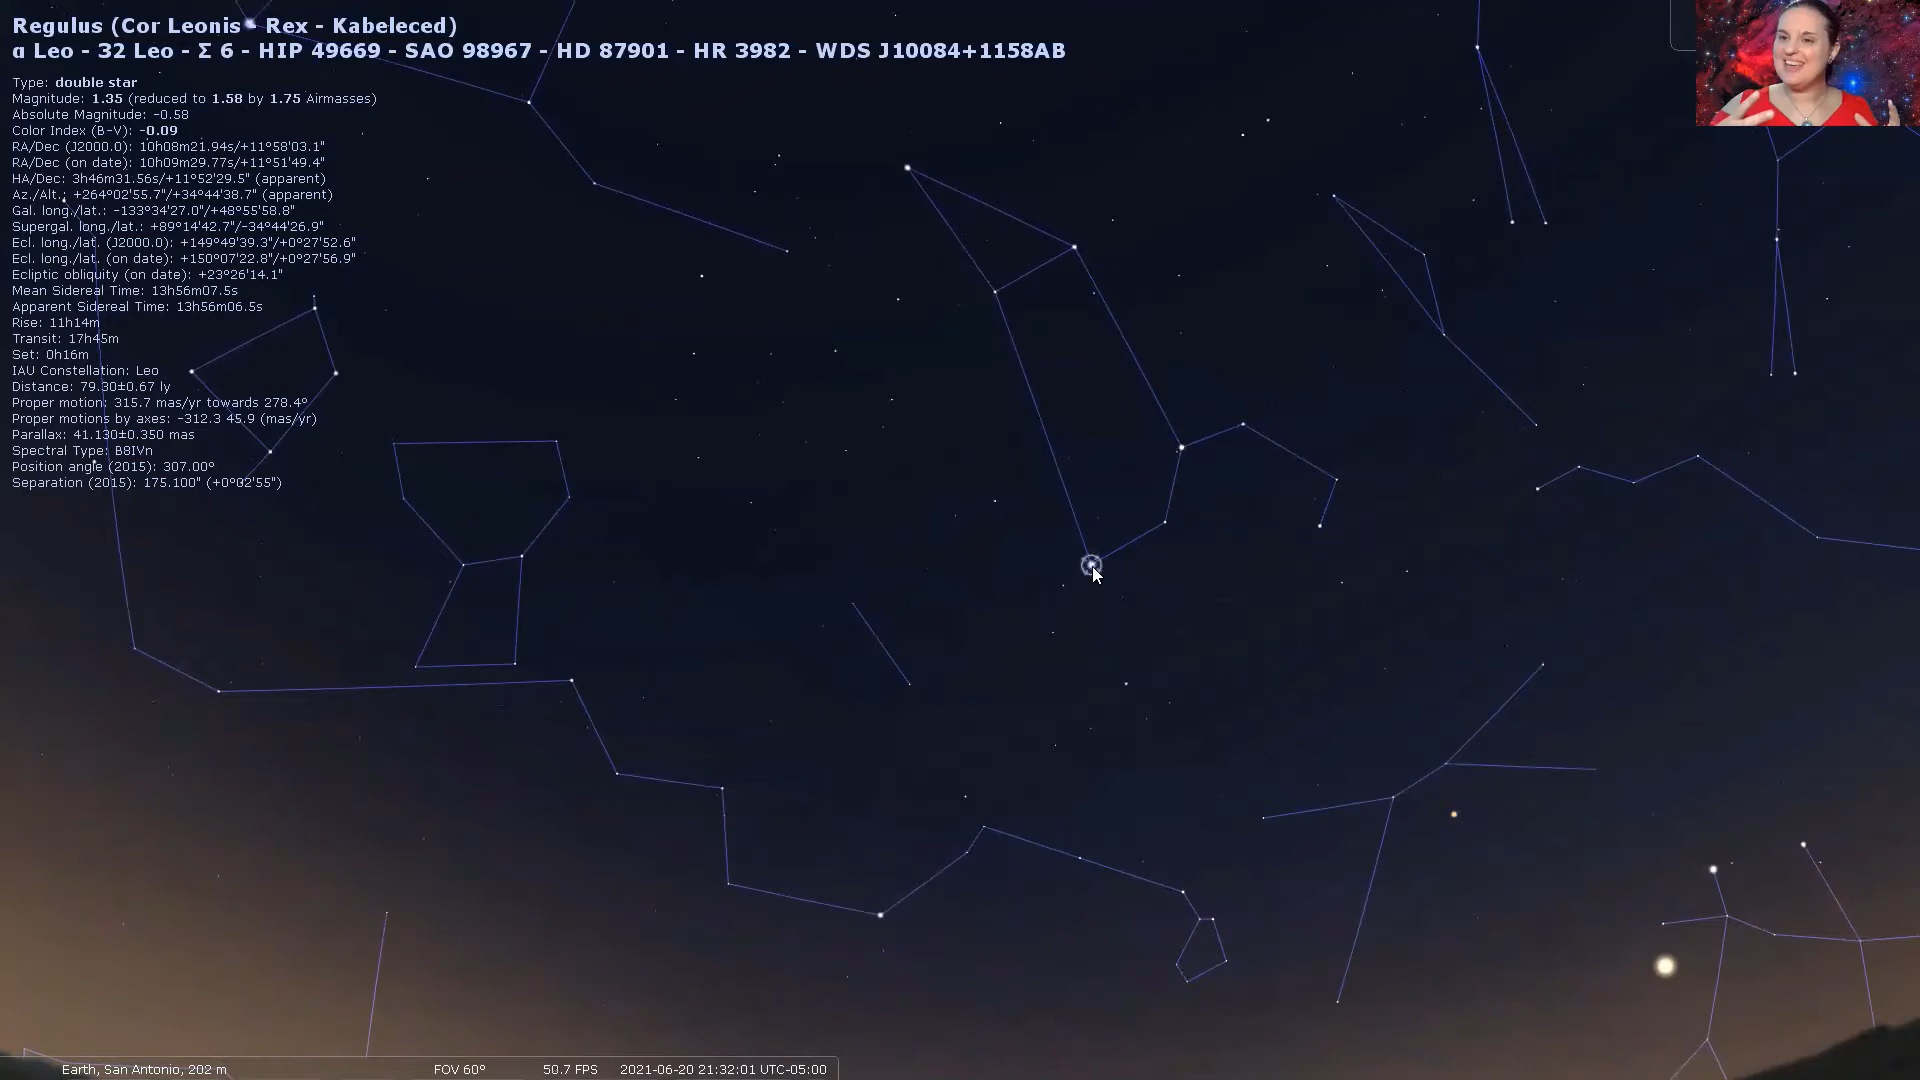 Regulus (Cor Leonis - Rex - Kabeleced)
α Leo - 32 Leo - Σ 6 - HIP 49669 - SAO 98967 - HD 87901 - HR 3982 - WDS J10084+1158AB
Type: double star
Magnitude: 1.35 (reduced to 1.58 by 1.75 Airmasses)
Absolute Magnitude: -0.58
Color Index (B-V): -0.09
RA/Dec (J2000.0): 10h08m21.94s/+11°58'03.1"
RA/Dec (on date): 10h09m29.77s/+11°51'49.4"
HA/Dec: 3h46m31.56s/+11°52'29.5" (apparent)
Az./Alt.: +264°02'55.7"/+34°44'38.7" (apparent)
Gal. long./lat.: -133°34'27.0"/+48°55'58.8"
Supergal. long./lat.: +89°14'42.7"/-34°44'26.9"
Ecl. long./lat. (J2000.0): +149°49'39.3"/+0°27'52.6"
Ecl. long./lat. (on date): +150°07'22.8"/+0°27'56.9"
Ecliptic obliquity (on date): +23°26'14.1"
Mean Sidereal Time: 13h56m07.5s
Apparent Sidereal Time: 13h56m06.5s
Rise: 11h14m
Transit: 17h45m
Set: 0h16m
IAU Constellation: Leo
Distance: 79.30±0.67 ly
Proper motion: 315.7 mas/yr towards 278.4°
Proper motions by axes: -312.3 45.9 (mas/yr)
Parallax: 41.130±0.350 mas
Spectral Type: B8IVn
Position angle (2015): 307.00°
Separation (2015): 175.100" (+0°02'55")
Earth, San Antonio, 202 m FOV 60° 50.7 FPS 2021-06-20 21:32:01 UTC-05:00